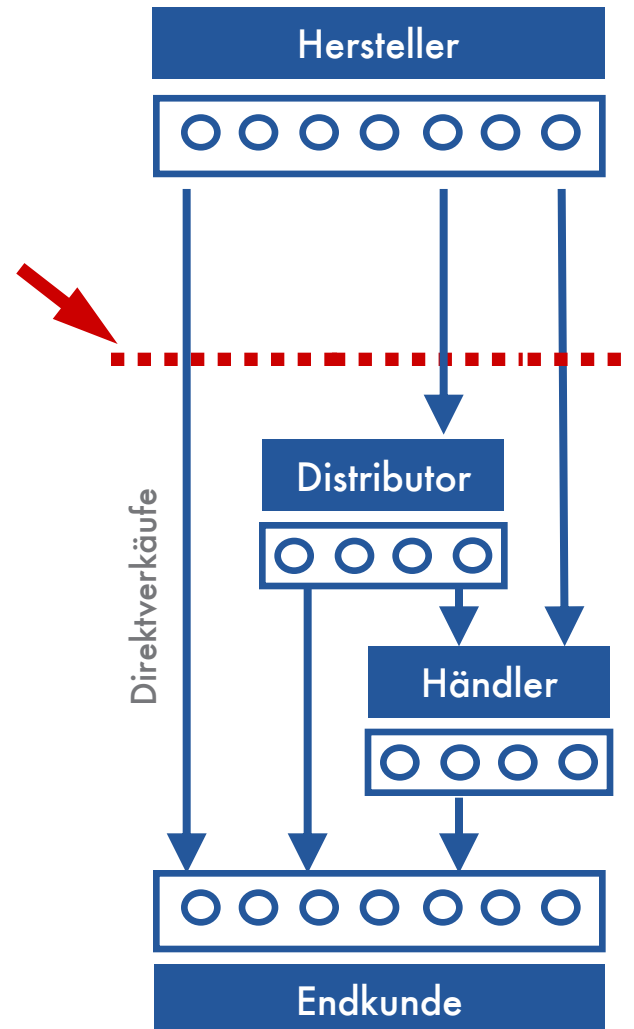 Hersteller
Direktverkäufe
Distributor
Händler
Endkunde